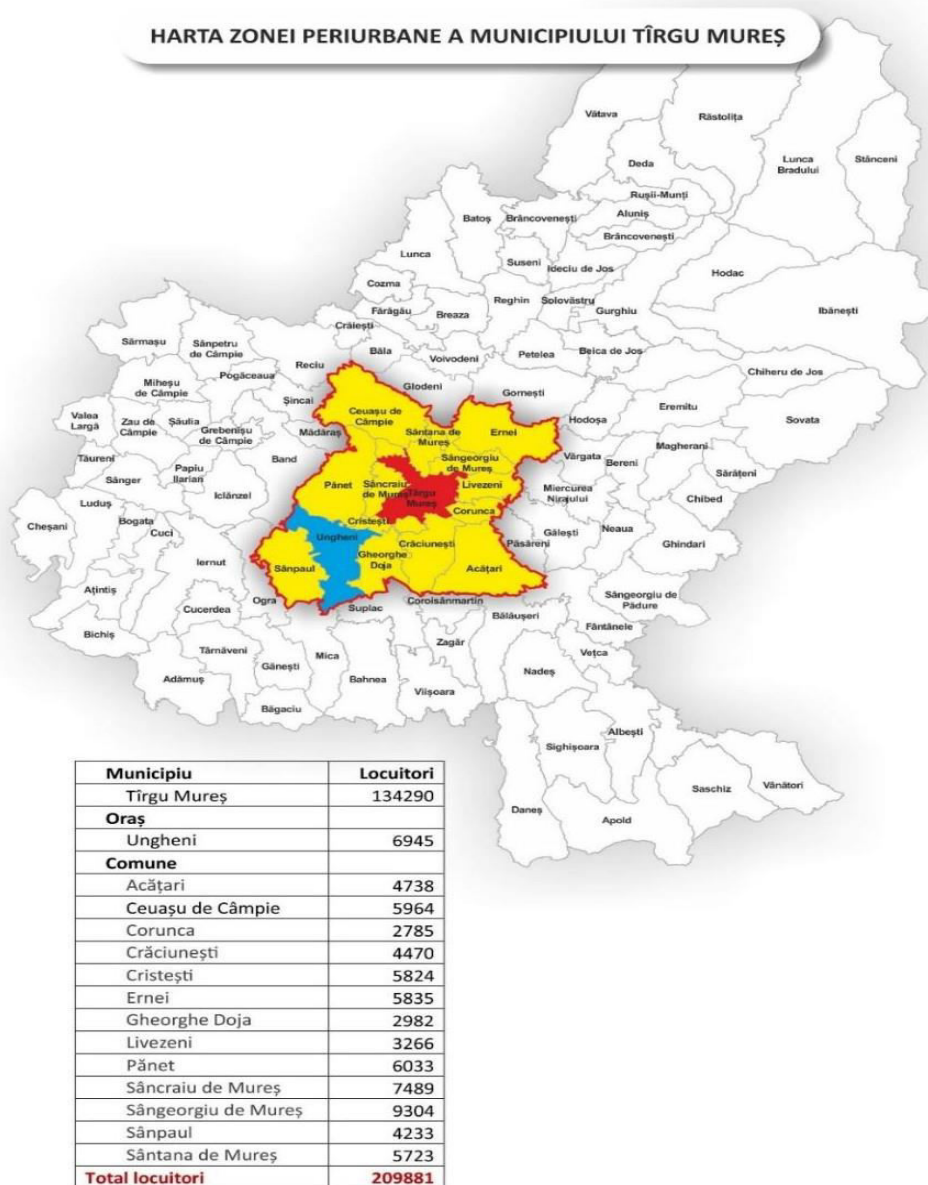 HARTA ZONEI PERIURBANE A MUNICIPIULUI TÎRGU MUREȘ
Vătava
Răstolița
Lunca
Bradului
Stânceni
Deda
Rușii-Munți
Aluniș
Brâncovenești
Batoș
Brâncovenești
Lunca
Suseni
Ideciu de Jos
Hodac
Cozma
Fărăgău
Breaza
Reghin
Solovăstru
Gurghiu
Ibănești
Crăiești
Sărmașu
Sânpetru
de Câmpie
Băla
Voivodeni
Petelea
Beica de Jos
Reciu
Pogăceaua
Chiheru de Jos
Miheșu
de Câmpie
Șincai
Glodeni
Gornești
Eremitu
Sovata
Valea
Largă
Zau de
Câmpie
Șăulia
Grebenișu
de Câmpie
Mădăraș
Ceuașu de
Câmpie
Sântana de
Mureș
Ernei
Hodoșa
Măgherani
Tăureni
Band
Sângeorgiu
de Mureș
Vărgata
Bereni
Sărățeni
Sânger
Papiu
Ilarian
Iclănzel
Pănet
Sâncraiu
de Mureș
Târgu
Mureș
Livezeni
Miercurea
Nirajului
Chibed
Luduș
Bogata
Cuci
Corunca
Cheșani
Cristești
Ungheni
Crăciunești
Păsăreni
Gălești
Neaua
Ghindari
Iernut
Sânpaul
Gheorghe
Doja
Acățari
Ațintiș
Ogra
Cucerdea
Suplac
Coroisânmartin
Bălăușeri
Sângeorgiu de
Pădure
Bichiș
Fântânele
Târnăveni
Mica
Zagăr
Vețca
Adămuș
Gănești
Bahnea
Nadeș
Viișoara
Băgaciu
Albești
Sighișoara
Saschiz
Vânători
Daneș
Apold
Municipiu Locuitori
Tîrgu Mureș 134290
Oraș
Ungheni 6945
Comune
Acățari 4738
Ceuașu de Câmpie 5964
Corunca 2785
Crăciunești 4470
Cristești 5824
Ernei 5835
Gheorghe Doja 2982
Livezeni 3266
Pănet 6033
Sâncraiu de Mureș 7489
Sângeorgiu de Mureș 9304
Sânpaul 4233
Sântana de Mureș 5723
Total locuitori 209881